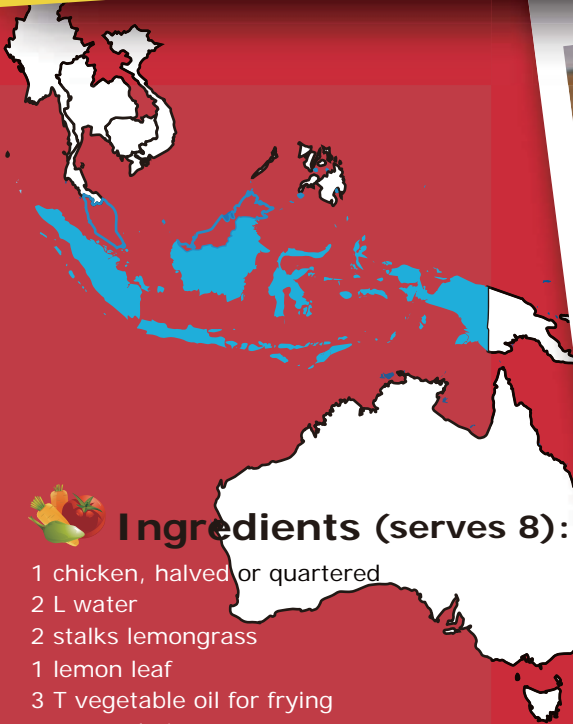 Ingredients (serves 8):
1 chicken, halved or quartered
2 L water
2 stalks lemongrass
1 lemon leaf
3 T vegetable oil for frying